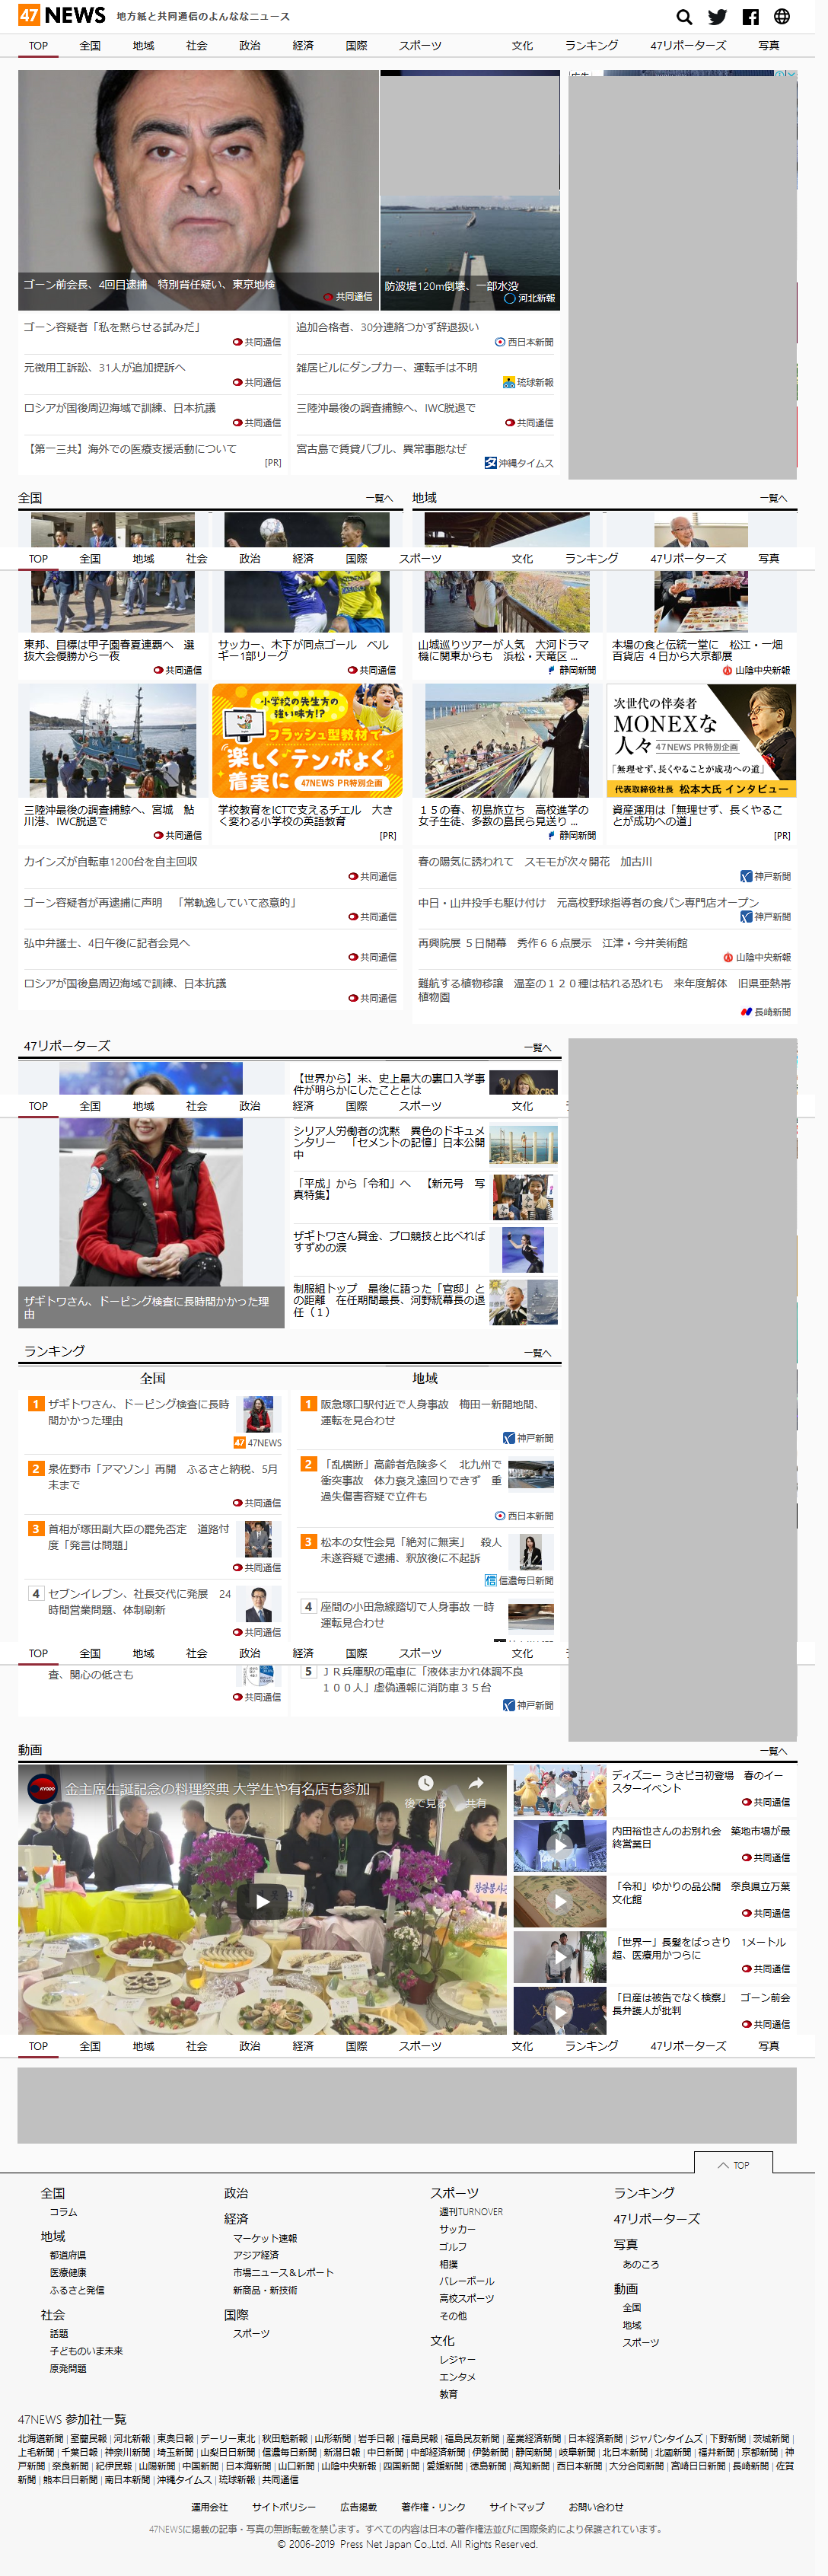 47 NEWS 地方紙と共同通信のよんななニュース
TOP 全国 地域 社会 政治 経済 国際 スポーツ 文化 ランキング 47リポーターズ 写真
ゴーン前会長、4回目逮捕　特別背任疑い、東京地検
共同通信
防波堤120m倒壊、一部水没
河北新報
ゴーン容疑者「私を黙らせる試みだ」
共同通信
元徴用工訴訟、31人が追加提訴へ
共同通信
ロシアが国後周辺海域で訓練、日本抗議
共同通信
【第一三共】海外での医療支援活動について
[PR]
追加合格者、30分連絡つかず辞退扱い
西日本新聞
雑居ビルにダンプカー、運転手は不明
琉球新報
三陸沖最後の調査捕鯨へ、IWC脱退で
共同通信
宮古島で賃貸バブル、異常事態なぜ
沖縄タイムス
全国 一覧へ
地域 一覧へ
TOP 全国 地域 社会 政治 経済 国際 スポーツ 文化 ランキング 47リポーターズ 写真
東邦、目標は甲子園春夏連覇へ　選
抜大会優勝から一夜
共同通信
サッカー、木下が同点ゴール　ベル
ギー1部リーグ
共同通信
山城巡りツアーが人気　大河ドラマ
機に関東からも　浜松・天竜区 ...
静岡新聞
本場の食と伝統一堂に　松江・一畑
百貨店 ４日から大京都展
山陰中央新報
小学校の先生方の
強い味方!?
フラッシュ型教材で
楽しくテンポよく
着実に 47NEWS PR特別企画
次世代の伴奏者
MONEXな
人々 47NEWS PR特別企画
「無理せず、長くやることが成功への道」
代表取締役社長 松本大氏 インタビュー
三陸沖最後の調査捕鯨へ、宮城　鮎
川港、IWC脱退で
共同通信
学校教育をICTで支えるチエル　大き
く変わる小学校の英語教育
[PR]
１５の春、初島旅立ち　高校進学の
女子生徒、多数の島民ら見送り ...
静岡新聞
資産運用は「無理せず、長くやるこ
とが成功への道」
[PR]
カインズが自転車1200台を自主回収
共同通信
ゴーン容疑者が再逮捕に声明　「常軌逸していて恣意的」
共同通信
弘中弁護士、4日午後に記者会見へ
共同通信
ロシアが国後島周辺海域で訓練、日本抗議
共同通信
春の陽気に誘われて　スモモが次々開花　加古川
神戸新聞
中日・山井投手も駆け付け　元高校野球指導者の食パン専門店オープン
神戸新聞
再興院展 ５日開幕　秀作６６点展示　江津・今井美術館
山陰中央新報
難航する植物移譲　温室の１２０種は枯れる恐れも　来年度解体　旧県亜熱帯
植物園
長崎新聞
47リポーターズ 一覧へ
【世界から】米、史上最大の裏口入学事
件が明らかにしたこととは
TOP 全国 地域 社会 政治 経済 国際 スポーツ 文化
シリア人労働者の沈黙　異色のドキュメ
ンタリー　「セメントの記憶」日本公開
中
「平成」から「令和」へ　【新元号　写
真特集】
ザギトワさん賞金、プロ競技と比べれば
すずめの涙
制服組トップ　最後に語った「官邸」と
の距離　在任期間最長、河野統幕長の退
任（１）
ザギトワさん、ドーピング検査に長時間かかった理
由
ランキング 一覧へ
全国
1 ザギトワさん、ドーピング検査に長時
間かかった理由
47NEWS
2 泉佐野市「アマゾン」再開　ふるさと納税、5月
末まで
共同通信
3 首相が塚田副大臣の罷免否定　道路忖
度「発言は問題」
共同通信
4 セブンイレブン、社長交代に発展　24
時間営業問題、体制刷新
共同通信
地域
1 阪急塚口駅付近で人身事故　梅田ー新開地間、
運転を見合わせ
神戸新聞
2 「乱横断」高齢者危険多く　北九州で
衝突事故　体力衰え遠回りできず　重
過失傷害容疑で立件も
西日本新聞
3 松本の女性会見「絶対に無実」　殺人
未遂容疑で逮捕、釈放後に不起訴
信濃毎日新聞
4 座間の小田急線踏切で人身事故 一時
運転見合わせ
TOP 全国 地域 社会 政治 経済 国際 スポーツ 文化
査、関心の低さも
共同通信
5 ＪＲ兵庫駅の電車に「液体まかれ体調不良
１００人」虚偽通報に消防車３５台
神戸新聞
動画 一覧へ
金主席生誕記念の料理祭典 大学生や有名店も参加
後で見る 共有
ディズニー うさピヨ初登場　春のイー
スターイベント
共同通信
内田裕也さんのお別れ会　築地市場が最
終営業日
共同通信
「令和」ゆかりの品公開　奈良県立万葉
文化館
共同通信
「世界一」長髪をばっさり　1メートル
超、医療用かつらに
共同通信
「日産は被告でなく検察」　ゴーン前会
長弁護人が批判
共同通信
TOP 全国 地域 社会 政治 経済 国際 スポーツ 文化 ランキング 47リポーターズ 写真
TOP
全国
コラム
地域
都道府県
医療健康
ふるさと発信
社会
話題
子どものいま未来
原発問題
政治
経済
マーケット速報
アジア経済
市場ニュース＆レポート
新商品・新技術
国際
スポーツ
スポーツ
週刊TURNOVER
サッカー
ゴルフ
相撲
バレーボール
高校スポーツ
その他
文化
レジャー
エンタメ
教育
ランキング
47リポーターズ
写真
あのころ
動画
全国
地域
スポーツ
47NEWS 参加社一覧
北海道新聞 | 室蘭民報 | 河北新報 | 東奥日報 | デーリー東北 | 秋田魁新報 | 山形新聞 | 岩手日報 | 福島民報 | 福島民友新聞 | 産業経済新聞 | 日本経済新聞 | ジャパンタイムズ | 下野新聞 | 茨城新聞 |
上毛新聞 | 千葉日報 | 神奈川新聞 | 埼玉新聞 | 山梨日日新聞 | 信濃毎日新聞 | 新潟日報 | 中日新聞 | 中部経済新聞 | 伊勢新聞 | 静岡新聞 | 岐阜新聞 | 北日本新聞 | 北國新聞 | 福井新聞 | 京都新聞 | 神
戸新聞 | 奈良新聞 | 紀伊民報 | 山陽新聞 | 中国新聞 | 日本海新聞 | 山口新聞 | 山陰中央新報 | 四国新聞 | 愛媛新聞 | 徳島新聞 | 高知新聞 | 西日本新聞 | 大分合同新聞 | 宮崎日日新聞 | 長崎新聞 | 佐賀
新聞 | 熊本日日新聞 | 南日本新聞 | 沖縄タイムス | 琉球新報 | 共同通信
運用会社 サイトポリシー 広告掲載 著作権・リンク サイトマップ お問い合わせ
47NEWSに掲載の記事・写真の無断転載を禁じます。すべての内容は日本の著作権法並びに国際条約により保護されています。
© 2006-2019 Press Net Japan Co.,Ltd. All Rights Reserved.